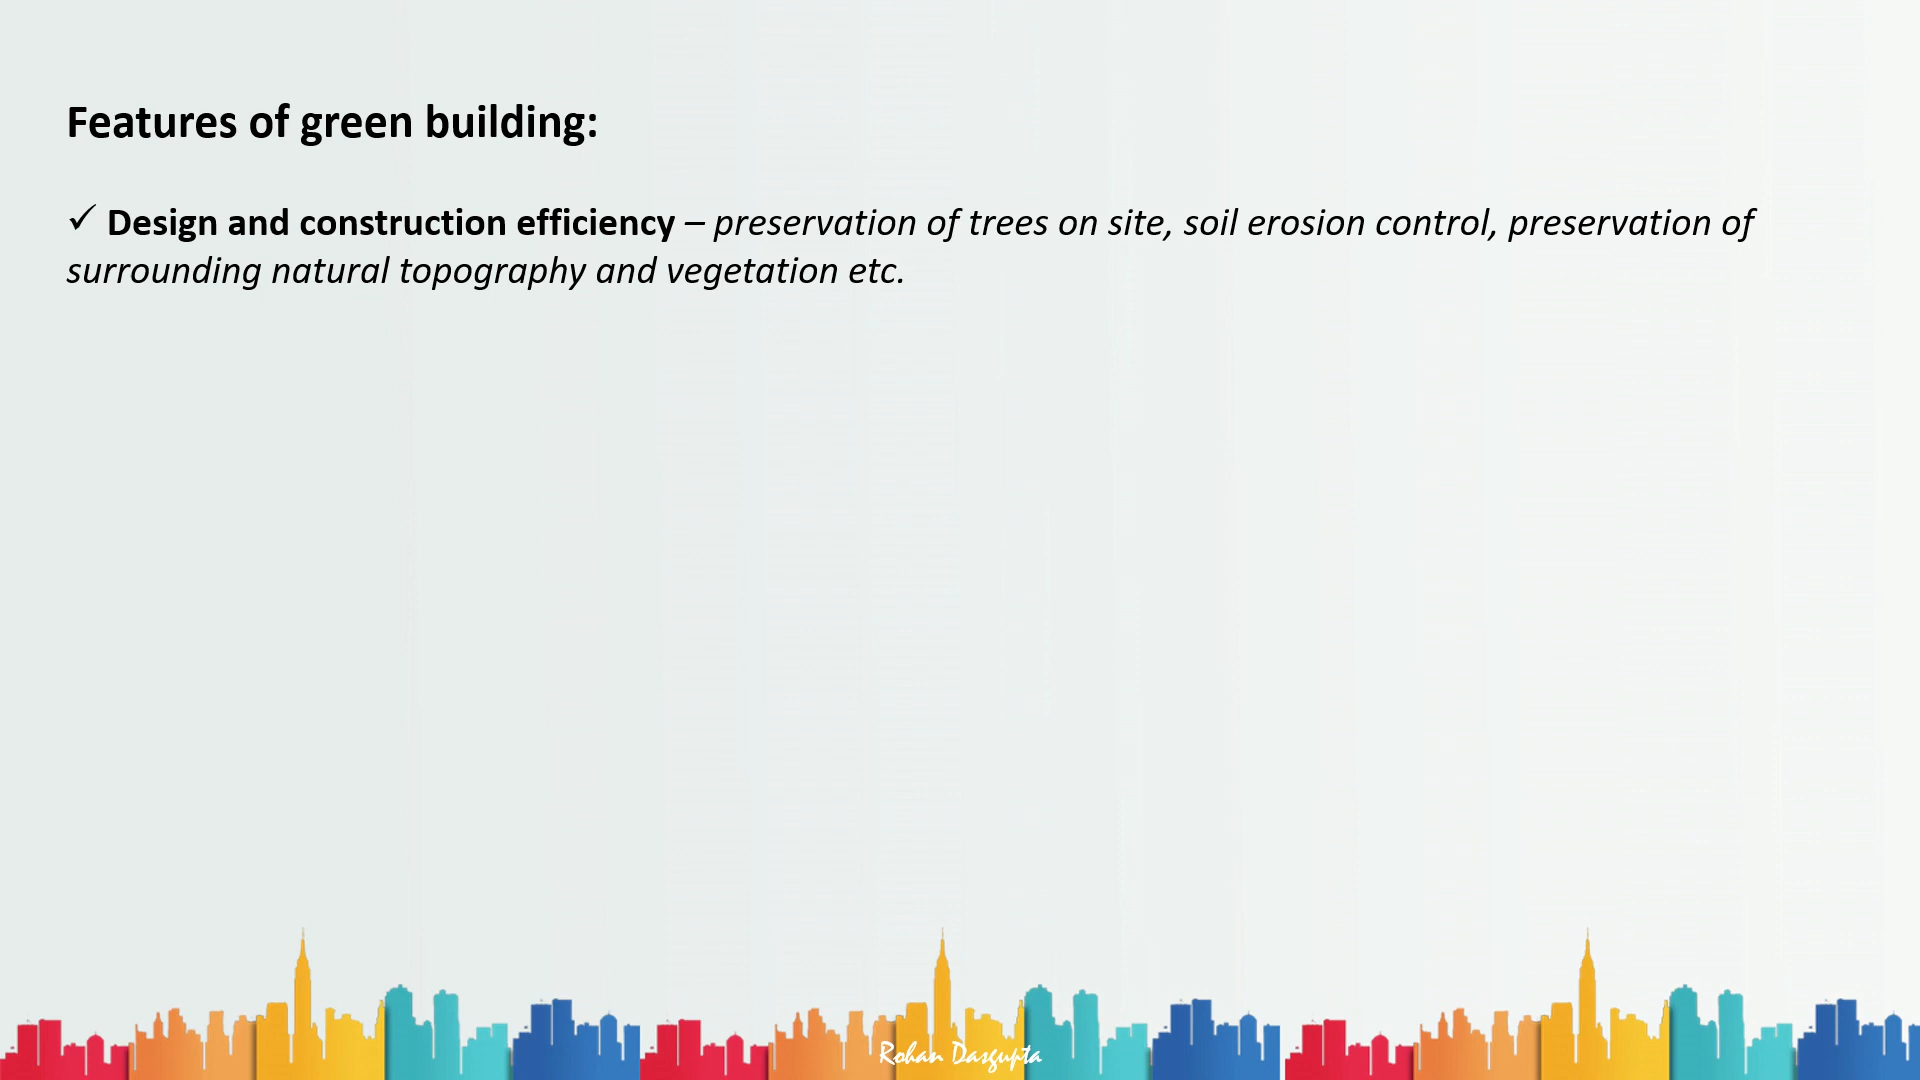 Features of green building:
✓ Design and construction efficiency – preservation of trees on site, soil erosion control, preservation of
surrounding natural topography and vegetation etc.
Rohan Dasgupta